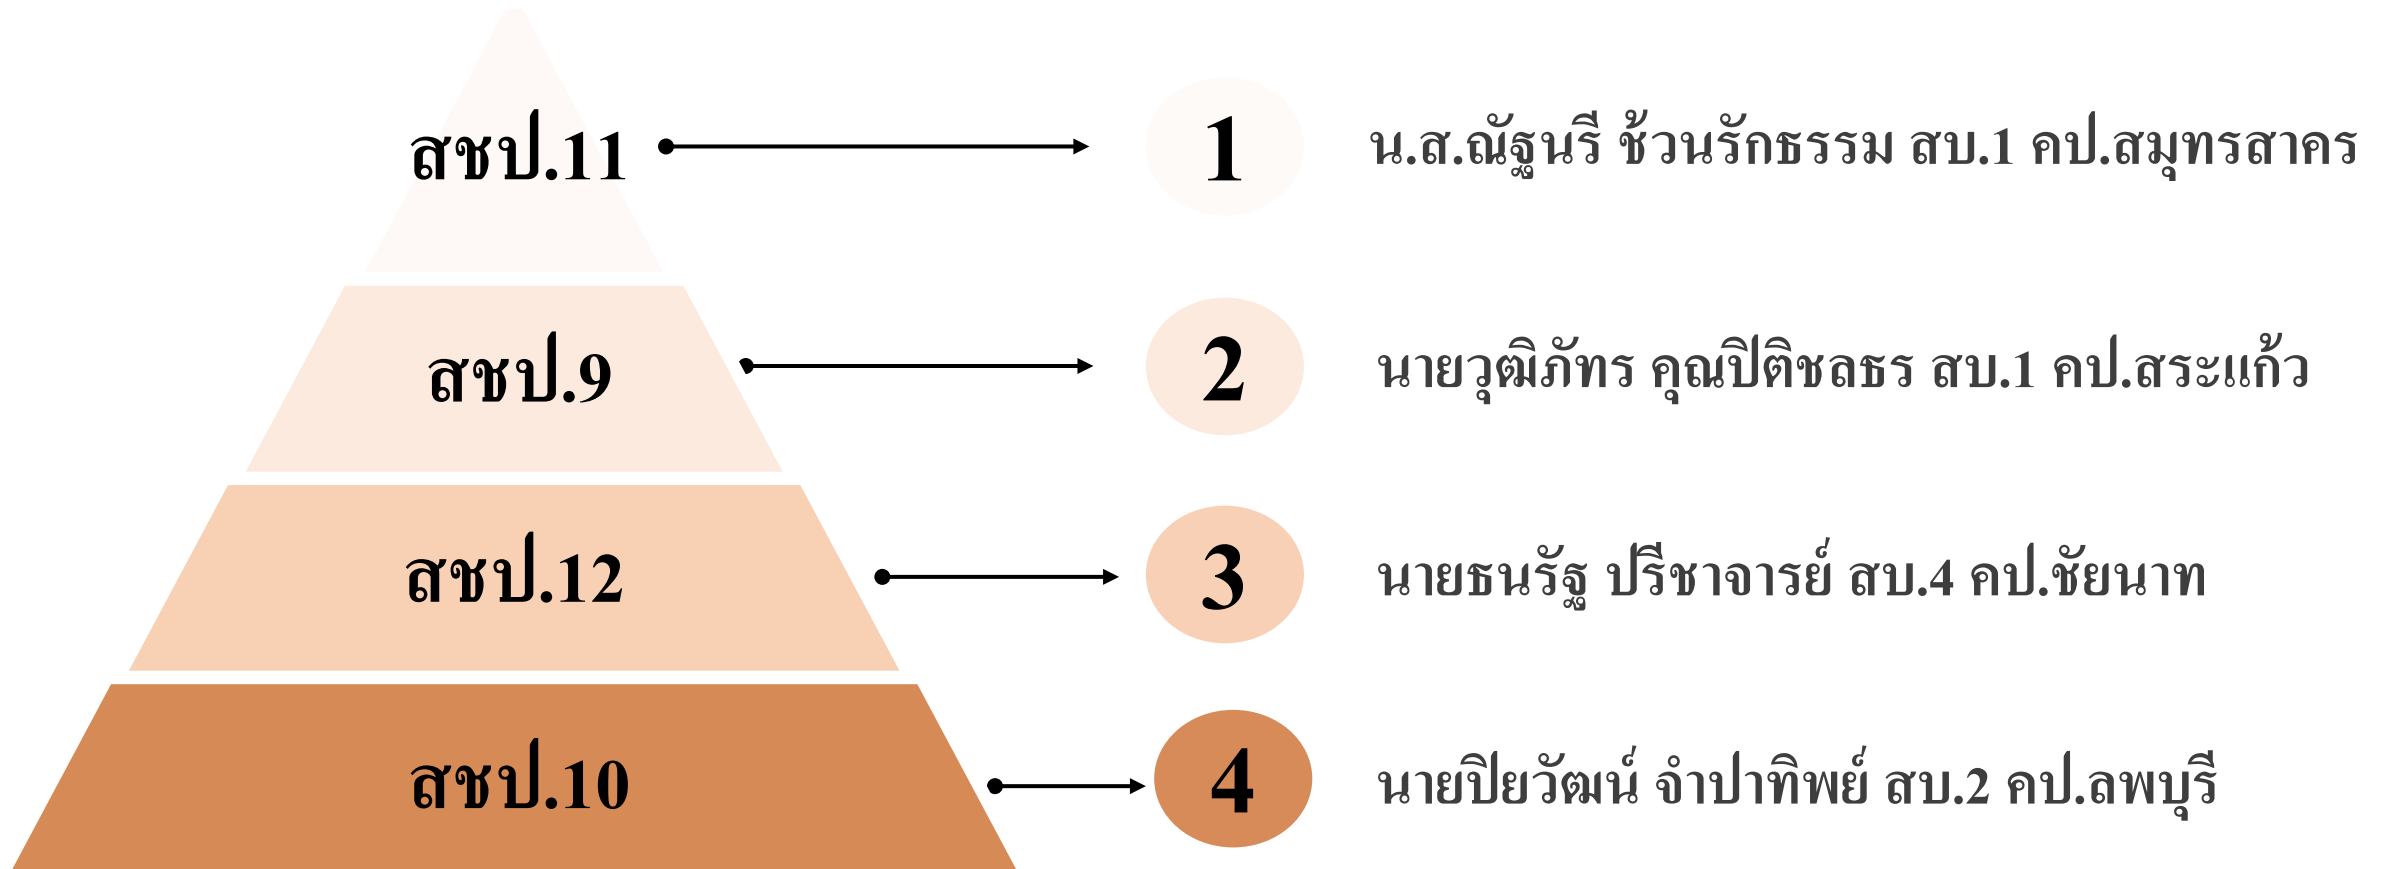 สชป.11 1 น.ส.ณัฐนรี ช้วนรักธรรม สบ.1 คป.สมุทรสาคร
สชป.9 2 นายวุฒิภัทร คุณปิติชลธร สบ.1 คป.สระแก้ว
สชป.12 3 นายธนรัฐ ปรีชาจารย์ สบ.4 คป.ชัยนาท
สชป.10 4 นายปิยวัฒน์ จำปาทิพย์ สบ.2 คป.ลพบุรี